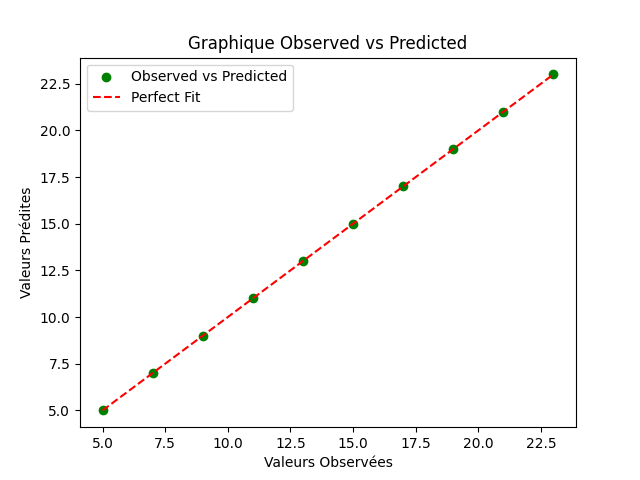 Graphique Observed vs Predicted
Observed vs Predicted
Perfect Fit
Valeurs Prédites
22.5
20.0
17.5
15.0
12.5
10.0
7.5
5.0
5.0 7.5 10.0 12.5 15.0 17.5 20.0 22.5
Valeurs Observées